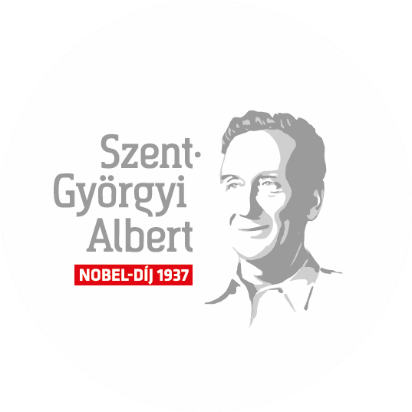 Szent-
Györgyi
Albert
NOBEL-DÍJ 1937